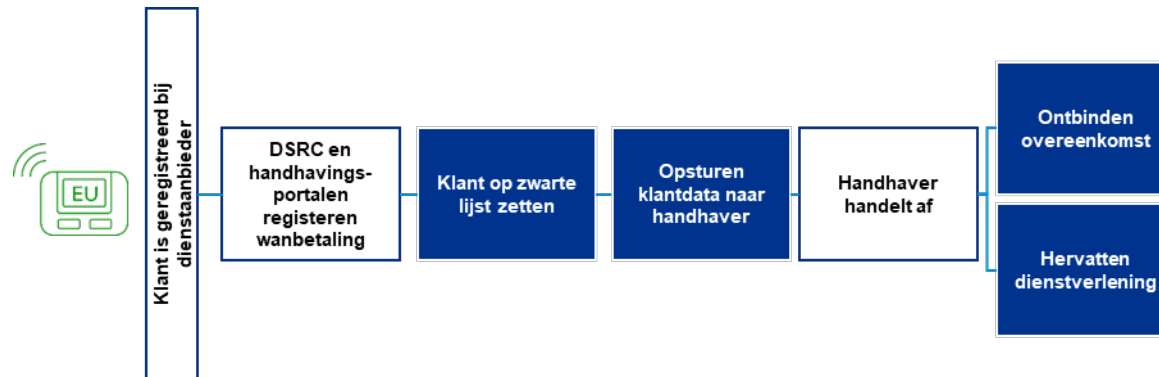 EU
Klant is geregistreerd bij
dienstaanbieder
DSRC en
handhavings-
portalen
registeren
wanbetaling
Klant op zwarte
lijst zetten
Opsturen
klantdata naar
handhaver
Handhaver
handelt af
Ontbinden
overeenkomst
Hervatten
dienstverlening